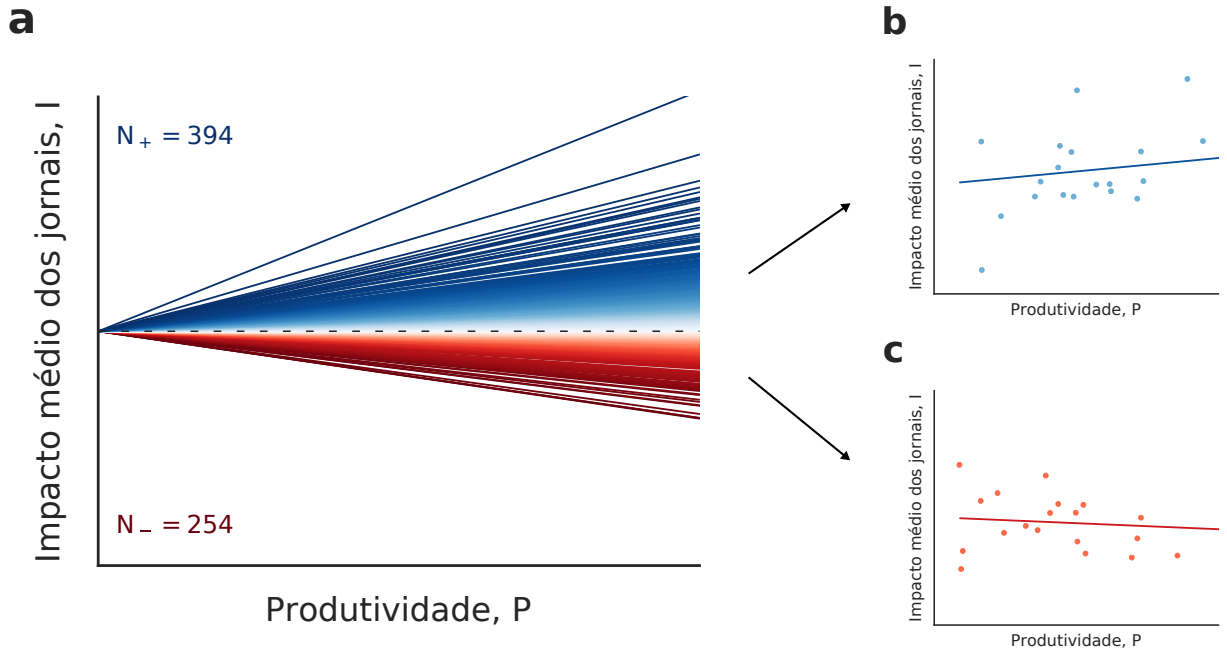 a
Impacto médio dos jornais, I
N₊ = 394
N₋ = 254
Produtividade, P
b
Impacto médio dos jornais, I
Produtividade, P
c
Impacto médio dos jornais, I
Produtividade, P